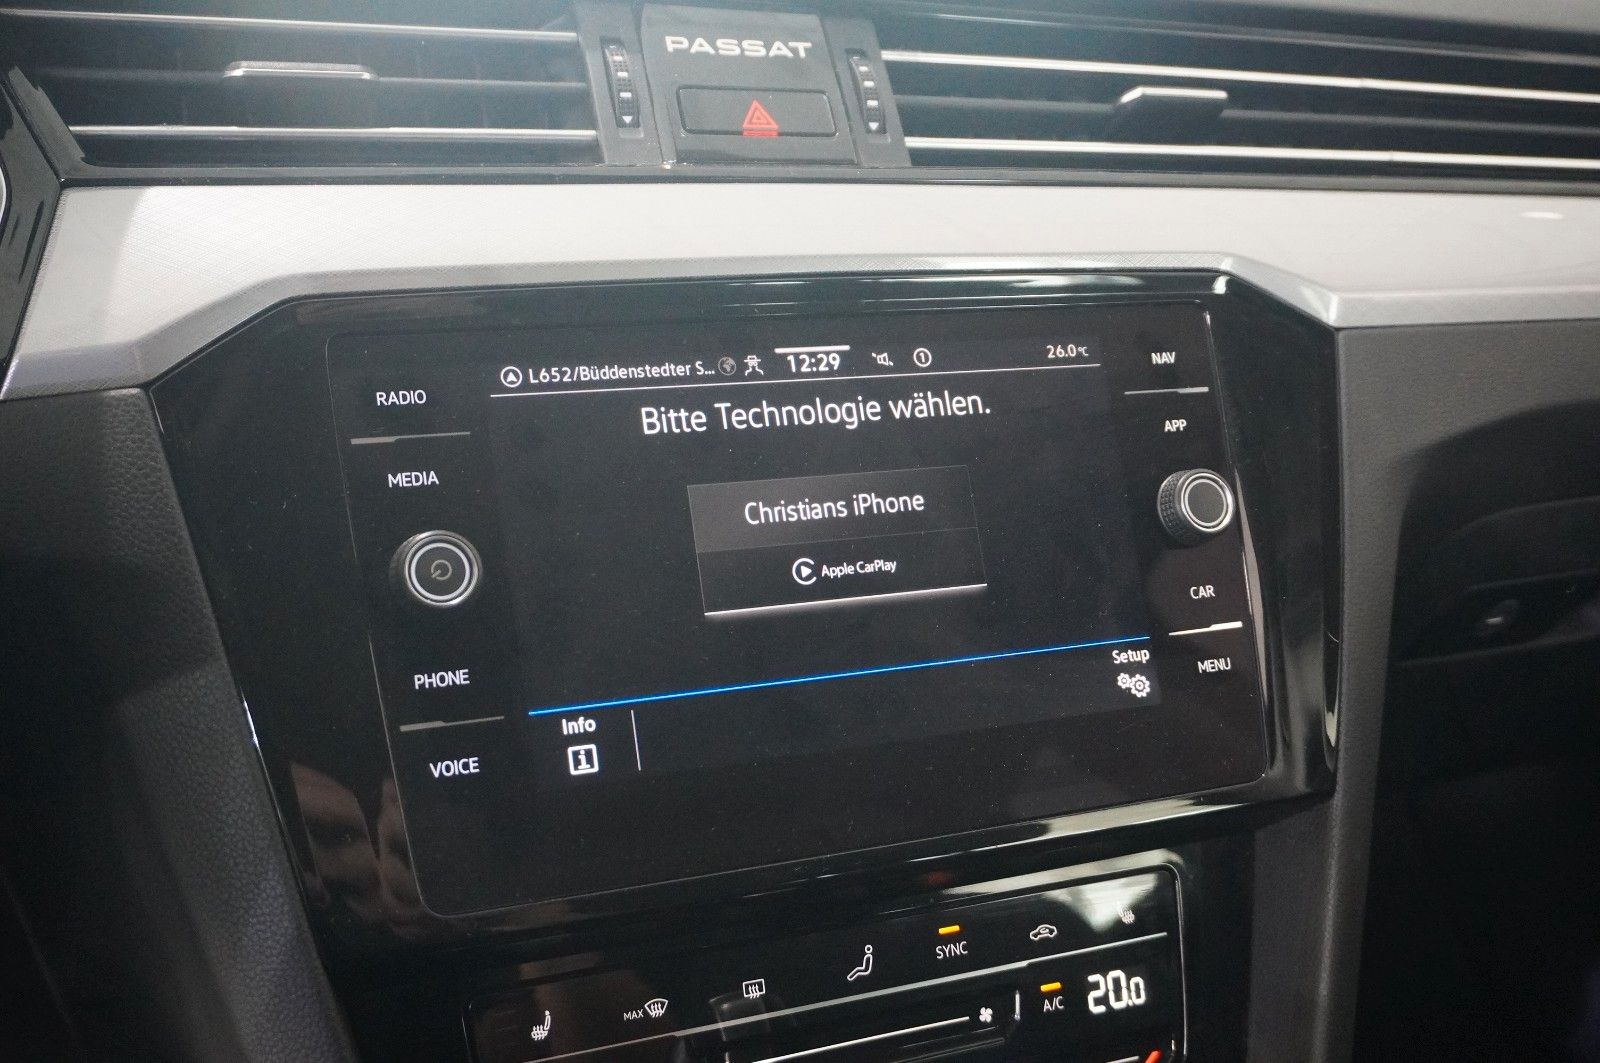 PASSAT
L652/Büddenstedter S...
12:29
1
26.0°C
NAV
RADIO
Bitte Technologie wählen.
APP
MEDIA
Christians iPhone
Apple CarPlay
CAR
PHONE
Setup
MENU
Info
i
VOICE
SYNC
MAX
A/C
20.0